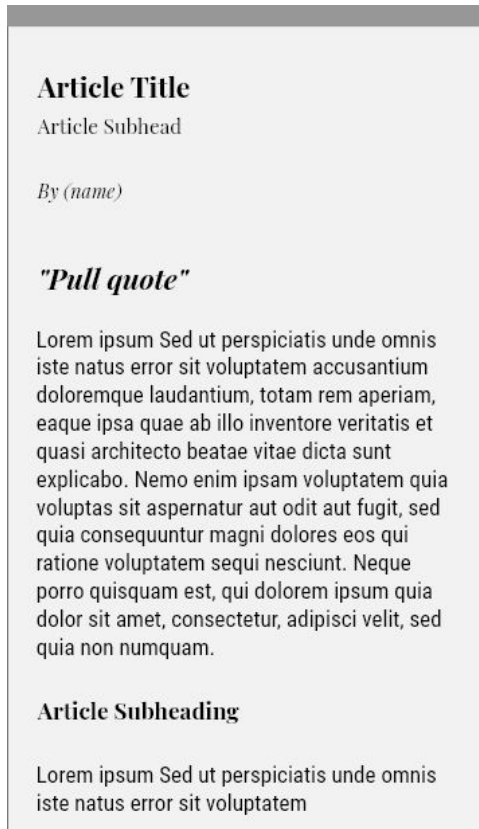 Article Title
Article Subhead
By (name)
"Pull quote"
Lorem ipsum Sed ut perspiciatis unde omnis
iste natus error sit voluptatem accusantium
doloremque laudantium, totam rem aperiam,
eaque ipsa quae ab illo inventore veritatis et
quasi architecto beatae vitae dicta sunt
explicabo. Nemo enim ipsam voluptatem quia
voluptas sit aspernatur aut odit aut fugit, sed
quia consequuntur magni dolores eos qui
ratione voluptatem sequi nesciunt. Neque
porro quisquam est, qui dolorem ipsum quia
dolor sit amet, consectetur, adipisci velit, sed
quia non numquam.
Article Subheading
Lorem ipsum Sed ut perspiciatis unde omnis
iste natus error sit voluptatem